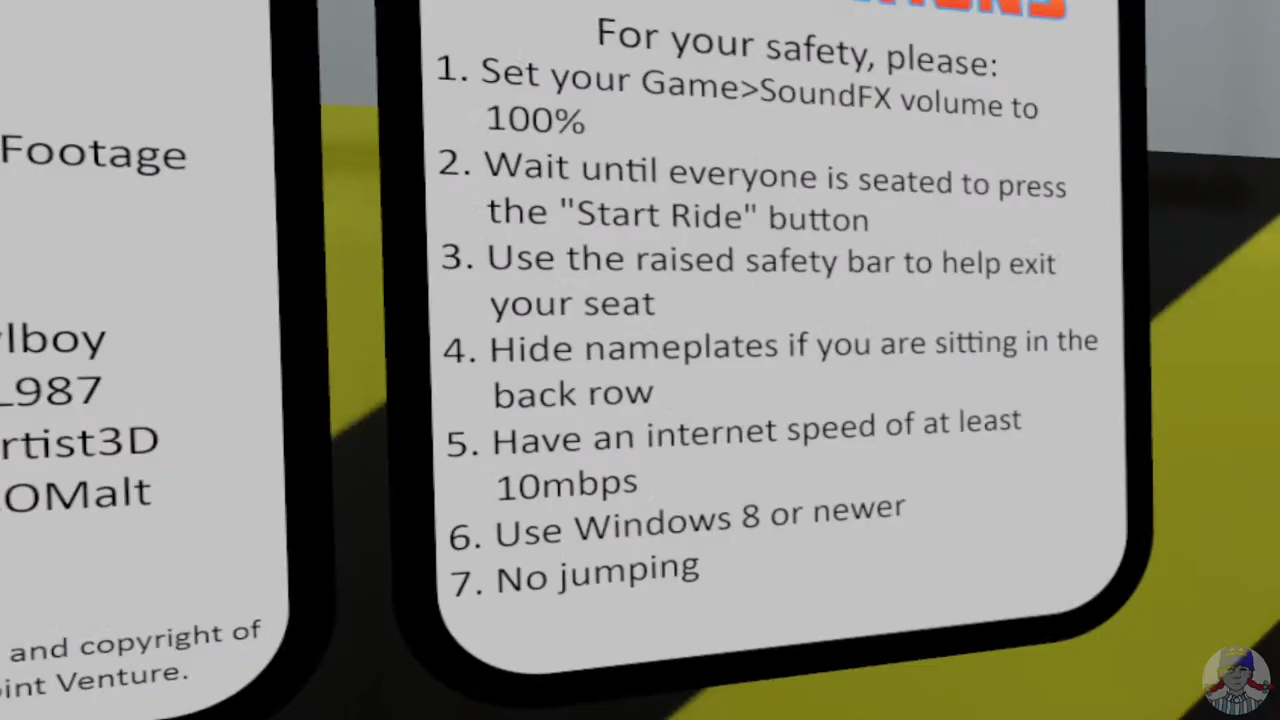 Footage
and copyright of
Venture.
For your safety, please:
1. Set your Game>SoundFX volume to
100%
2. Wait until everyone is seated to press
the "Start Ride" button
3. Use the raised safety bar to help exit
your seat
4. Hide nameplates if you are sitting in the
back row
5. Have an internet speed of at least
10mbps
6. Use Windows 8 or newer
7. No jumping